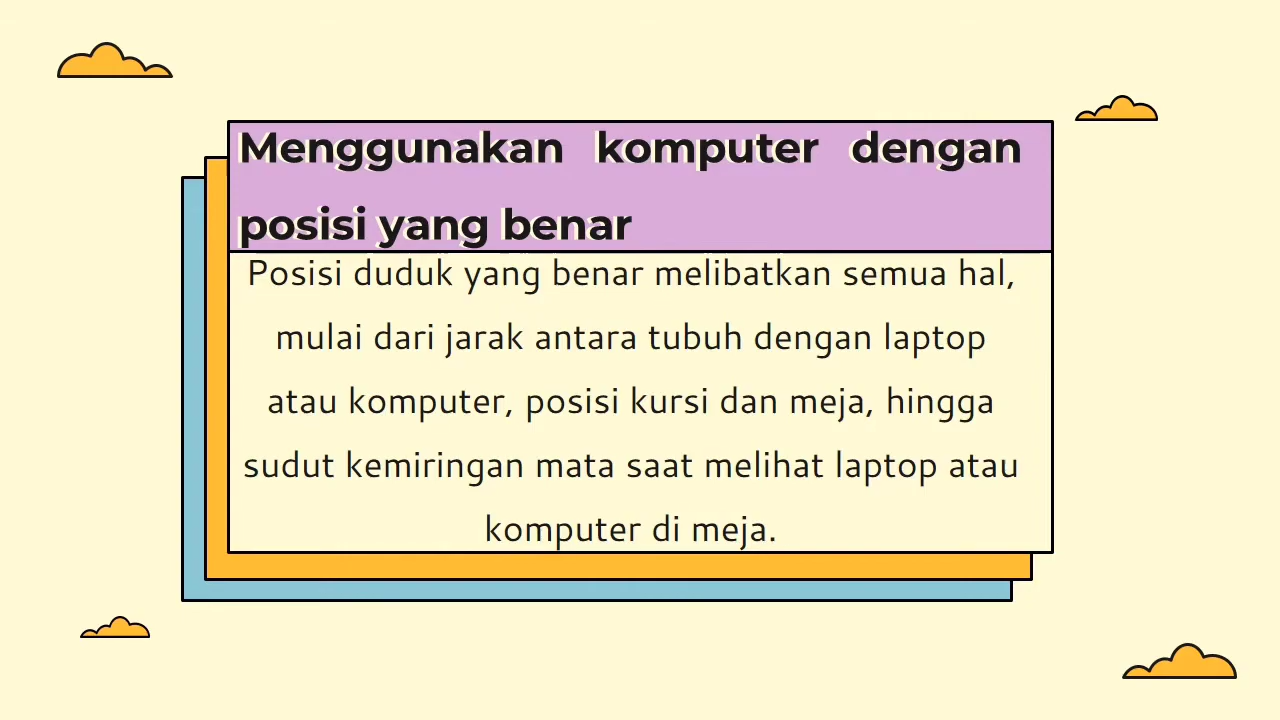 Menggunakan komputer dengan
posisi yang benar
Posisi duduk yang benar melibatkan semua hal,
mulai dari jarak antara tubuh dengan laptop
atau komputer, posisi kursi dan meja, hingga
sudut kemiringan mata saat melihat laptop atau
komputer di meja.